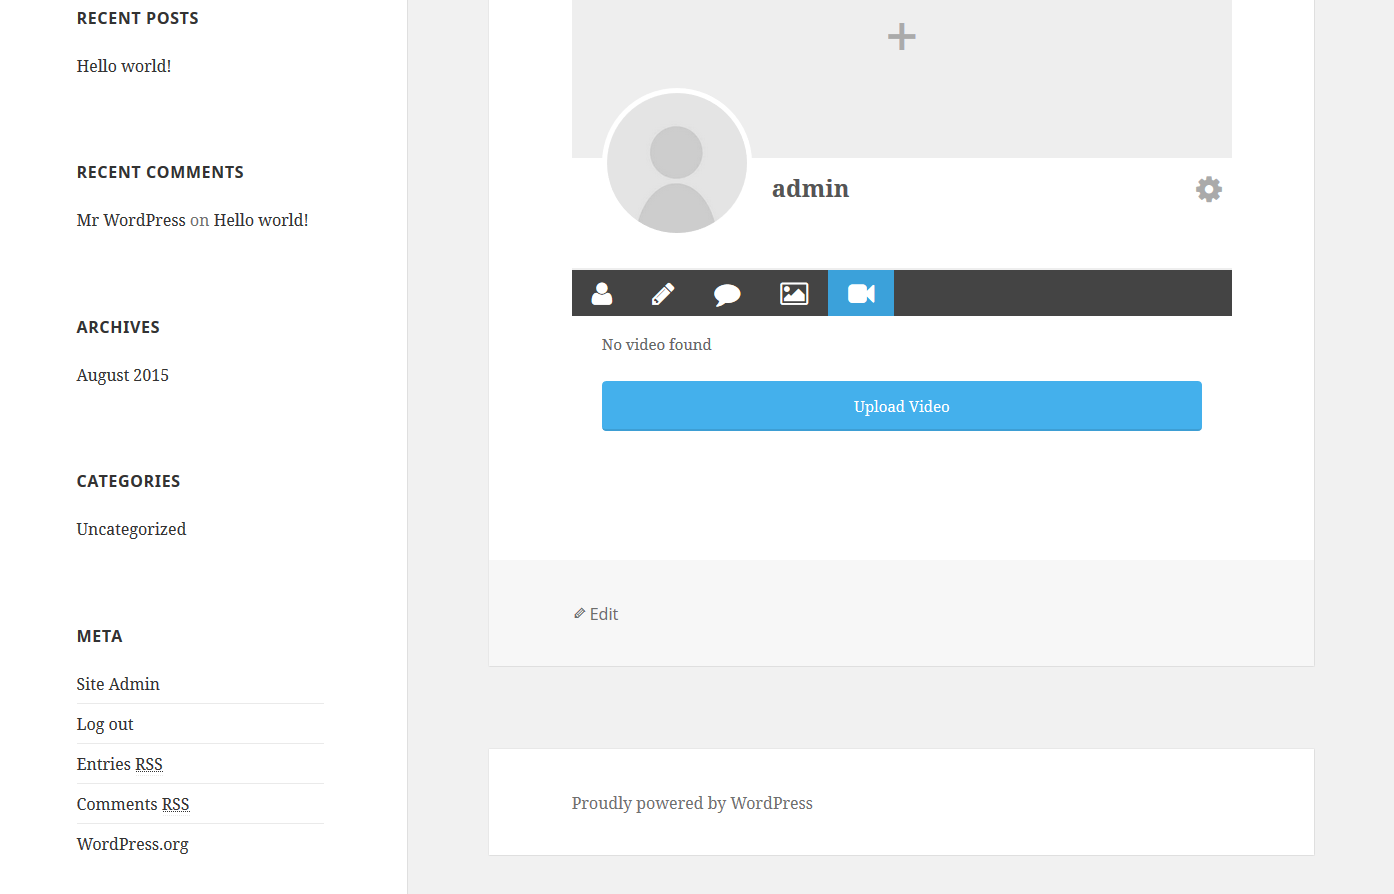 RECENT POSTS
Hello world!
RECENT COMMENTS
Mr WordPress on Hello world!
ARCHIVES
August 2015
CATEGORIES
Uncategorized
META
Site Admin
Log out
Entries RSS
Comments RSS
WordPress.org
admin
No video found
Upload Video
Edit
Proudly powered by WordPress